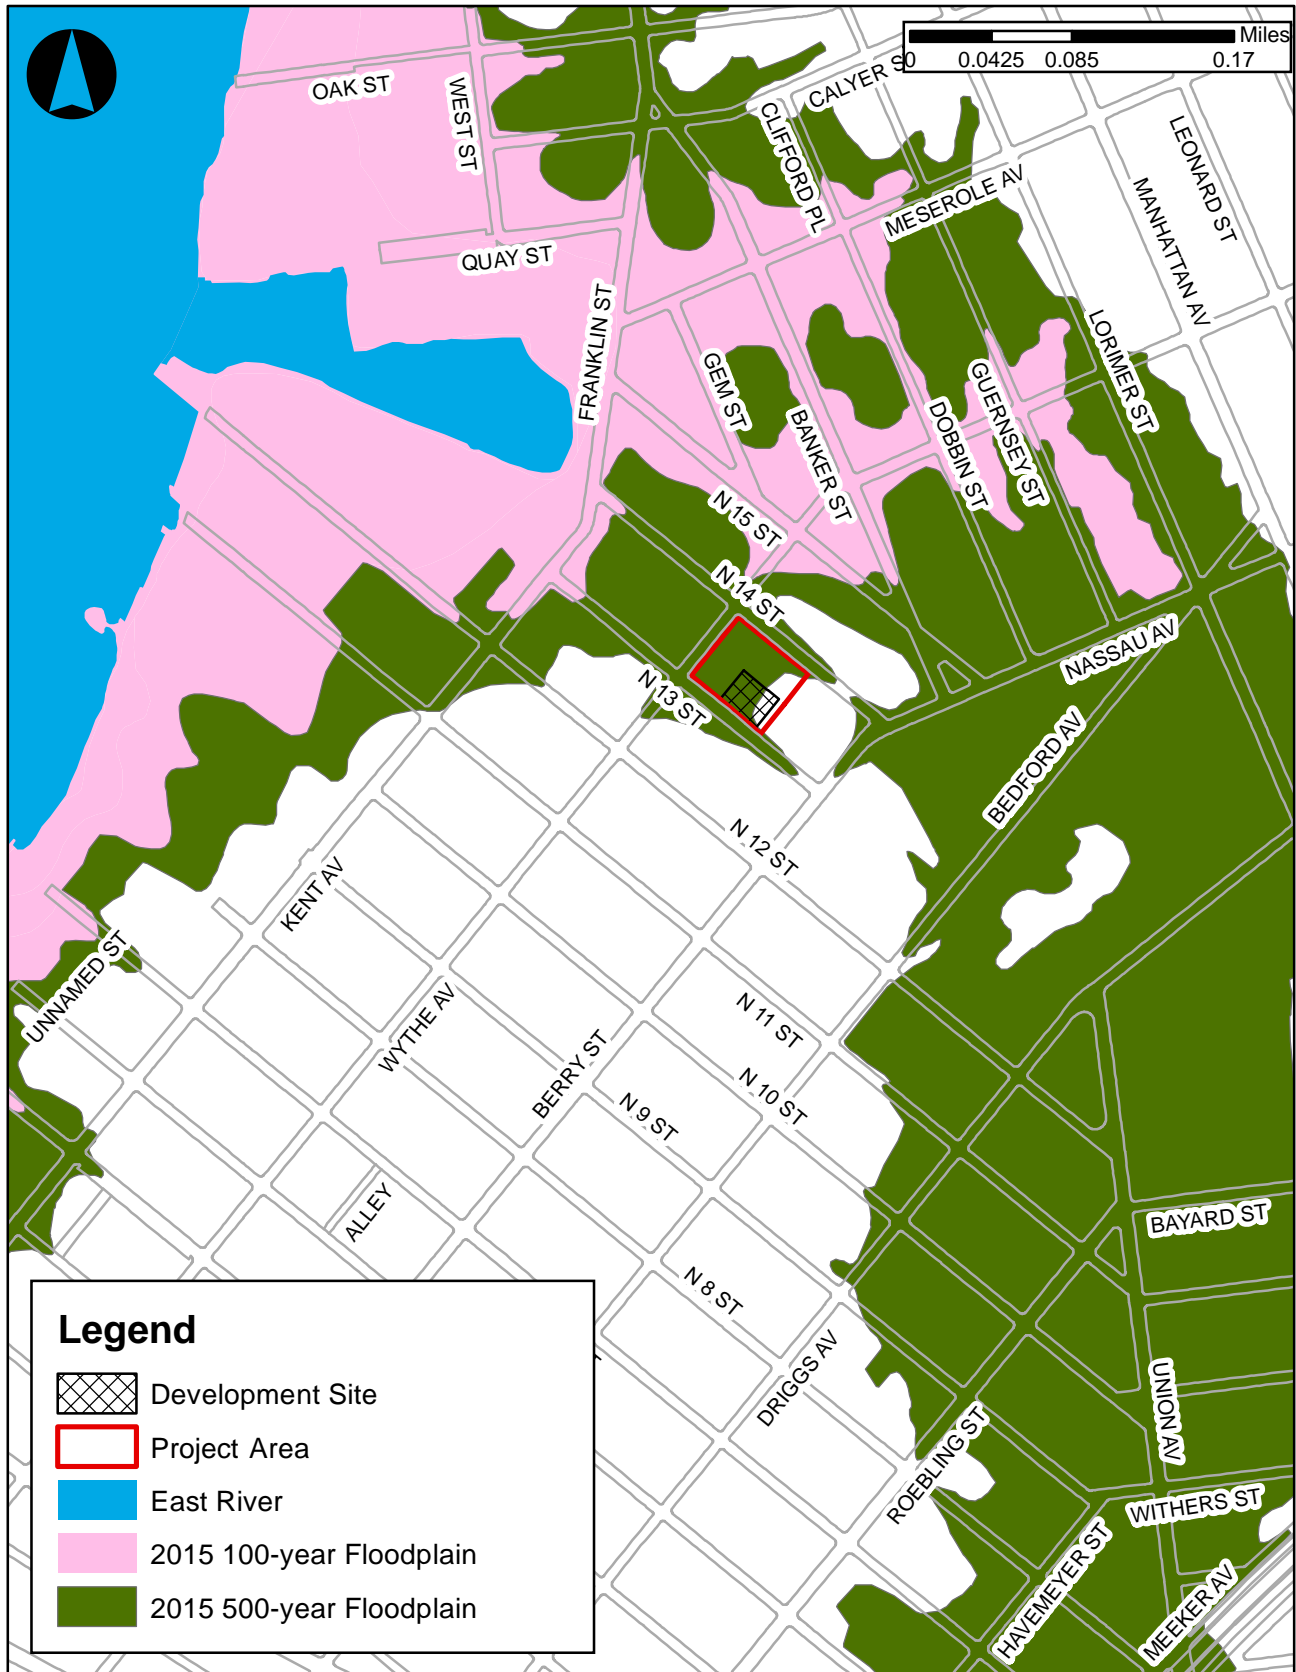 Miles
0 0.0425 0.085 0.17
OAK ST
WEST ST
CALYER S
CLIFFORD PL
LEONARD ST
MANHATTAN AV
MESEROLE AV
QUAY ST
FRANKLIN ST
LORIMER ST
GEM ST
BANKER ST
GUERNSEY ST
DOBBIN ST
N 15 ST
N 14 ST
N 13 ST
NASSAU AV
BEDFORD AV
N 12 ST
KENT AV
UNNAMED ST
WYTHE AV
BERRY ST
N 11 ST
N 10 ST
N 9 ST
ALLEY
BAYARD ST
N 8 ST
DRIGGS AV
UNION AV
ROEBLING ST
WITHERS ST
HAVEMEYER ST
MEEKER AV
Legend
Development Site
Project Area
East River
2015 100-year Floodplain
2015 500-year Floodplain